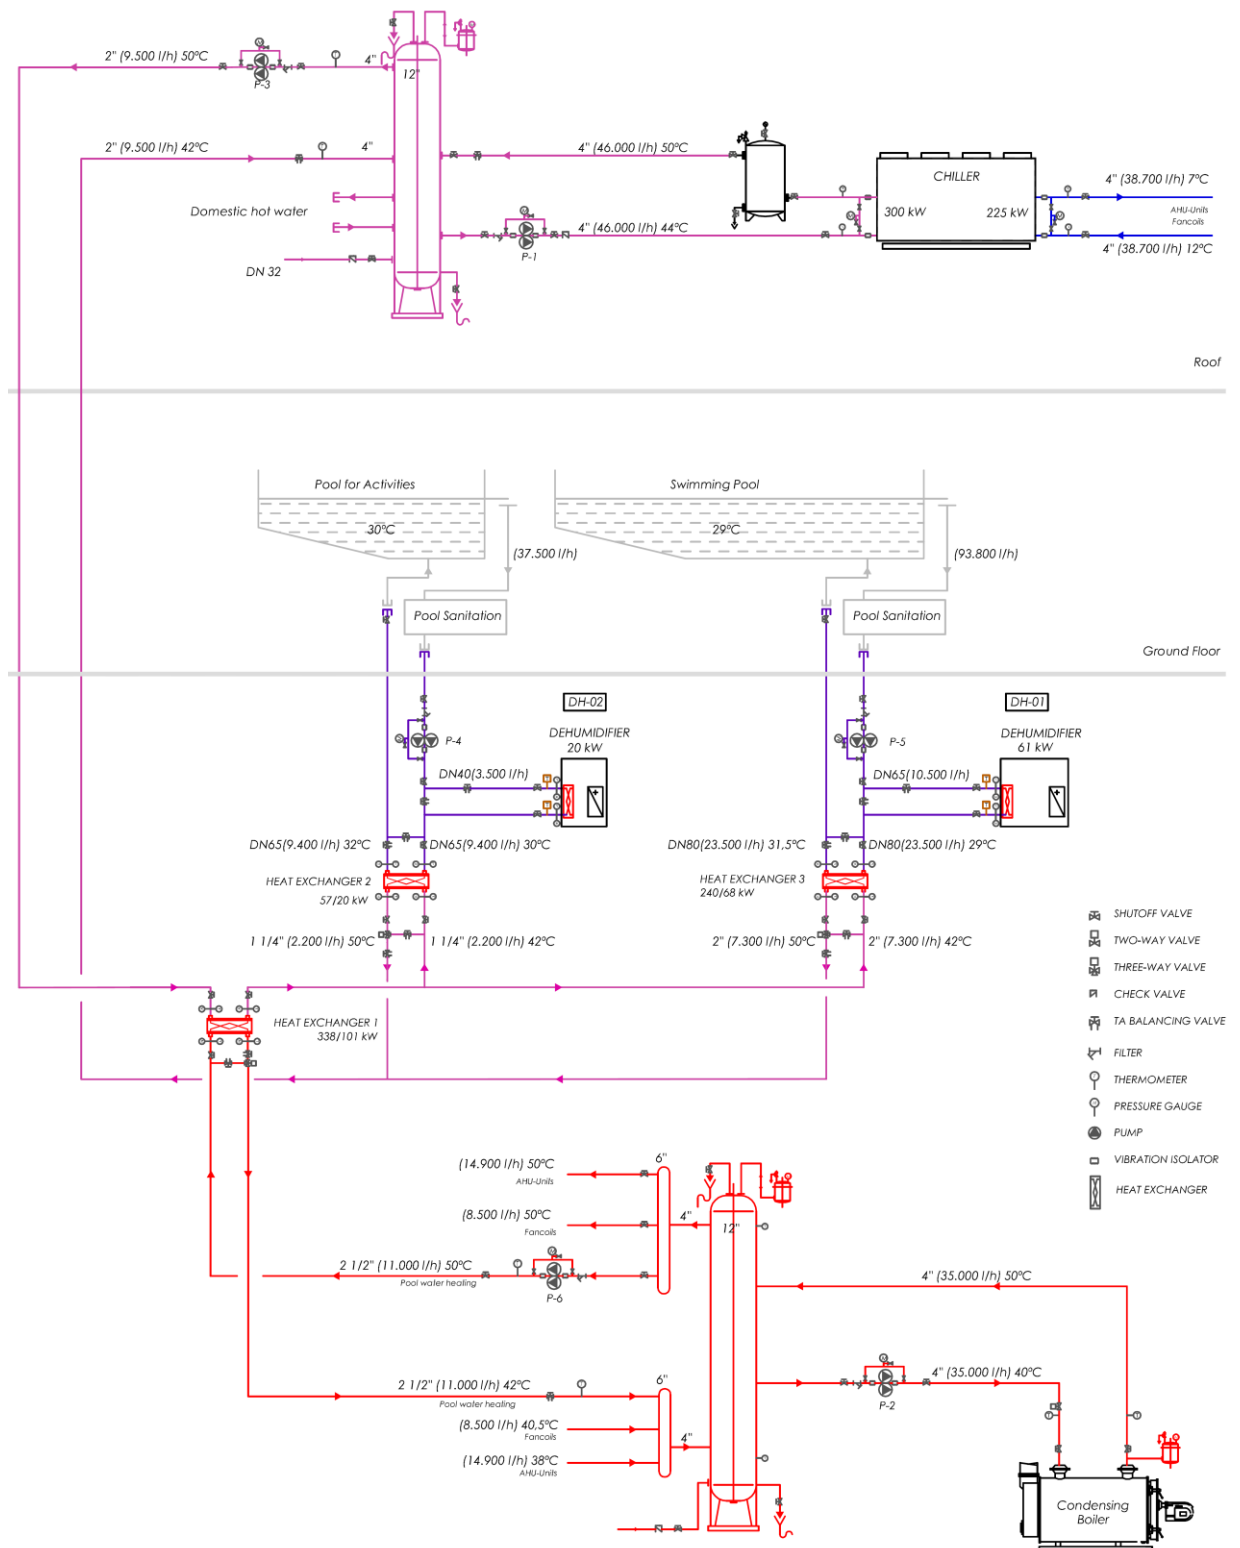 2" (9.500 l/h) 50ºC
P-3
4"
12"
2" (9.500 l/h) 42ºC
4"
4" (46.000 l/h) 50ºC
Domestic hot water
4" (46.000 l/h) 44ºC
P-1
DN 32
CHILLER
300 kW
225 kW
4" (38.700 l/h) 7ºC
AHU-Units
Fancoils
4" (38.700 l/h) 12ºC
Roof
Pool for Activities
30ºC
(37.500 l/h)
Pool Sanitation
Swimming Pool
29ºC
(93.800 l/h)
Pool Sanitation
Ground Floor
DH-02
P-4
DEHUMIDIFIER
20 kW
DN40(3.500 l/h)
DH-01
P-5
DEHUMIDIFIER
61 kW
DN65(10.500 l/h)
DN65(9.400 l/h) 32ºC
DN65(9.400 l/h) 30ºC
DN80(23.500 l/h) 31,5ºC
DN80(23.500 l/h) 29ºC
HEAT EXCHANGER 2
57/20 kW
HEAT EXCHANGER 3
240/68 kW
1 1/4" (2.200 l/h) 50ºC
1 1/4" (2.200 l/h) 42ºC
2" (7.300 l/h) 50ºC
2" (7.300 l/h) 42ºC
HEAT EXCHANGER 1
338/101 kW
SHUTOFF VALVE
TWO-WAY VALVE
THREE-WAY VALVE
CHECK VALVE
TA BALANCING VALVE
FILTER
THERMOMETER
PRESSURE GAUGE
PUMP
VIBRATION ISOLATOR
HEAT EXCHANGER
(14.900 l/h) 50ºC
AHU-Units
6"
(8.500 l/h) 50ºC
Fancoils
4"
12"
2 1/2" (11.000 l/h) 50ºC
Pool water heating
P-6
4" (35.000 l/h) 50ºC
4" (35.000 l/h) 40ºC
P-2
2 1/2" (11.000 l/h) 42ºC
Pool water heating
6"
(8.500 l/h) 40,5ºC
Fancoils
4"
(14.900 l/h) 38ºC
AHU-Units
Condensing
Boiler